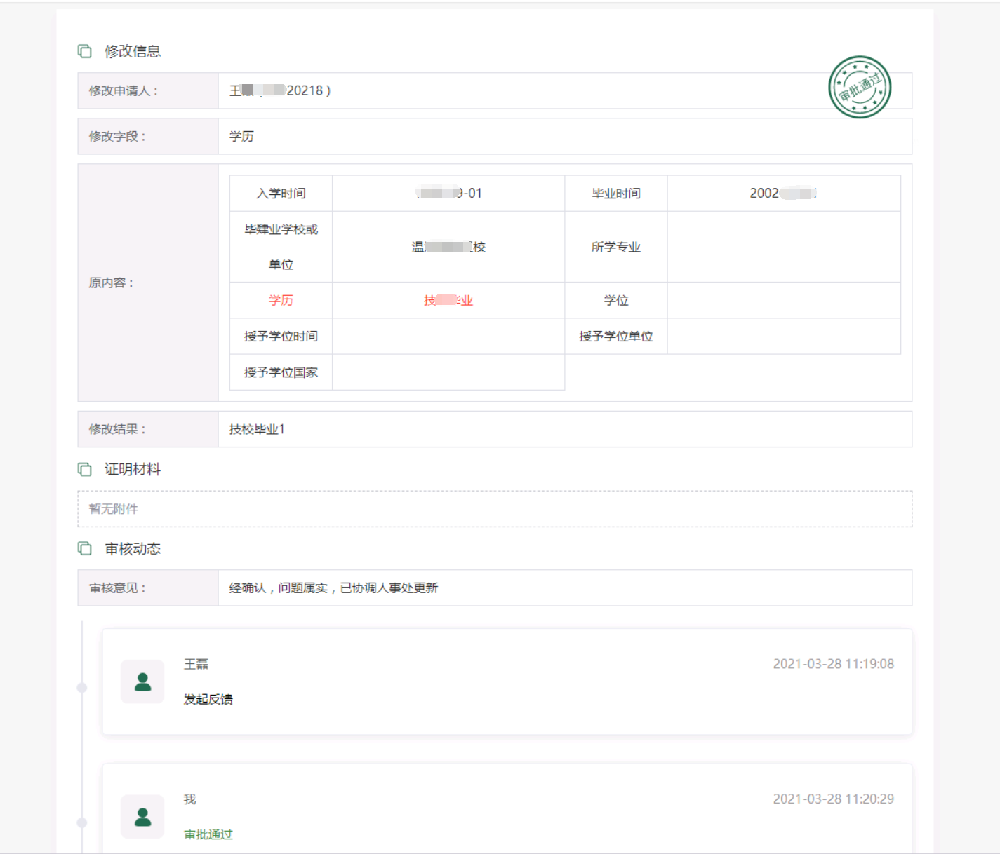 修改信息
修改申请人：
王 20218 )
审批通过
修改字段：
学历
原内容：
入学时间
9-01
毕业时间
2002
毕肄业学校或
单位
温 校
所学专业
学历
技 业
学位
授予学位时间
授予学位单位
授予学位国家
修改结果：
技校毕业1
证明材料
暂无附件
审核动态
审核意见：
经确认，问题属实，已协调人事处更新
王磊
2021-03-28 11:19:08
发起反馈
我
2021-03-28 11:20:29
审批通过